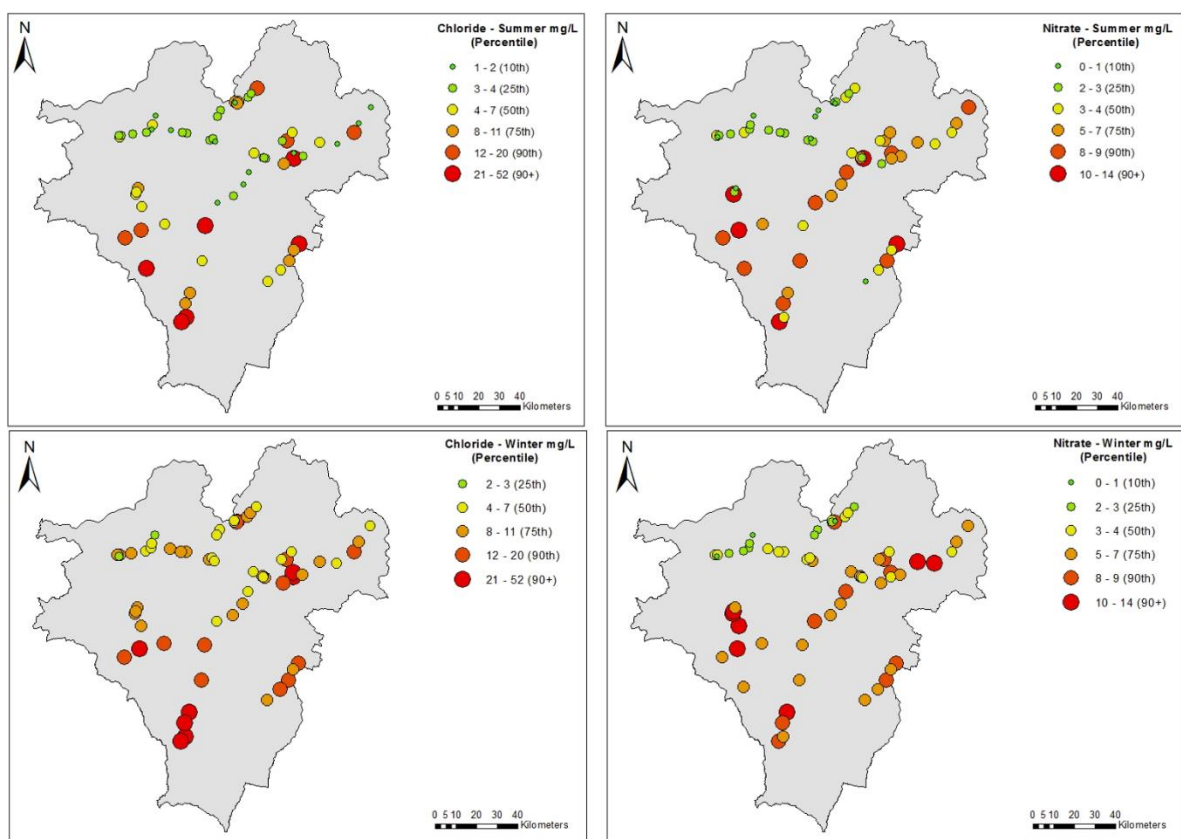 N
Chloride - Summer mg/L
(Percentile)
1 - 2 (10th)
3 - 4 (25th)
4 - 7 (50th)
8 - 11 (75th)
12 - 20 (90th)
21 - 52 (90+)
0 5 10 20 30 40
Kilometers
N
Nitrate - Summer mg/L
(Percentile)
0 - 1 (10th)
2 - 3 (25th)
3 - 4 (50th)
5 - 7 (75th)
8 - 9 (90th)
10 - 14 (90+)
0 5 10 20 30 40
Kilometers
N
Chloride - Winter mg/L
(Percentile)
2 - 3 (25th)
4 - 7 (50th)
8 - 11 (75th)
12 - 20 (90th)
21 - 52 (90+)
0 5 10 20 30 40
Kilometers
N
Nitrate - Winter mg/L
(Percentile)
0 - 1 (10th)
2 - 3 (25th)
3 - 4 (50th)
5 - 7 (75th)
8 - 9 (90th)
10 - 14 (90+)
0 5 10 20 30 40
Kilometers